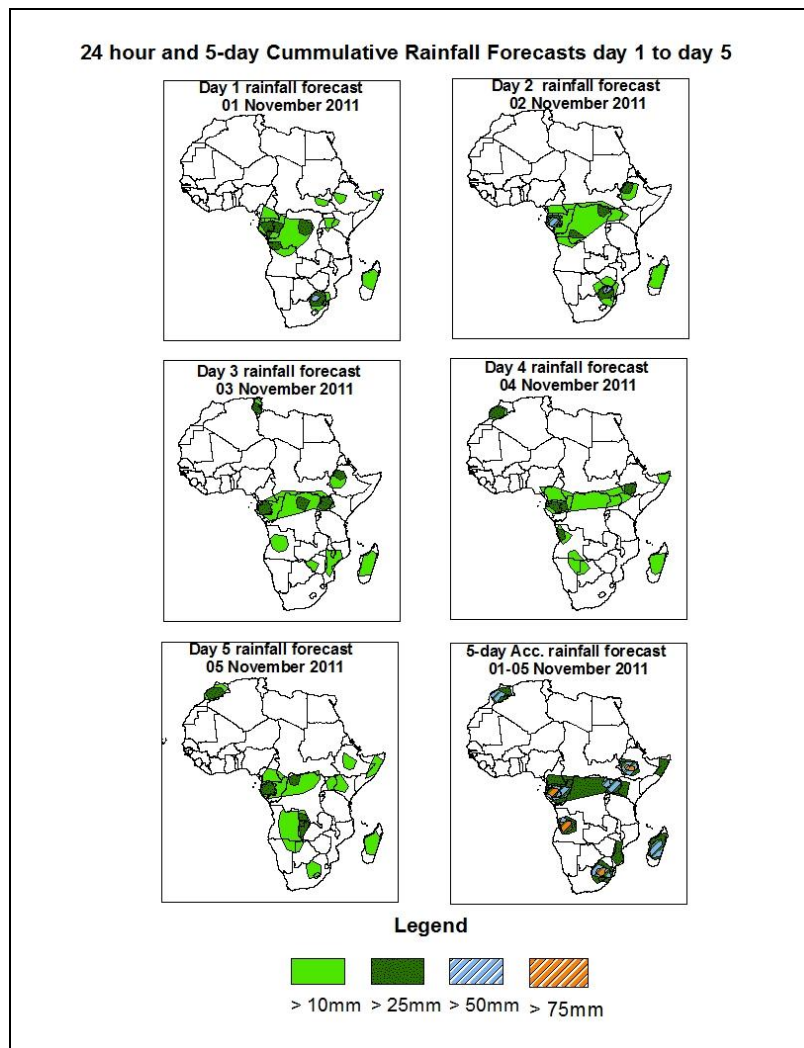 24 hour and 5-day Cummulative Rainfall Forecasts day 1 to day 5
Day 1 rainfall forecast
01 November 2011
Day 2 rainfall forecast
02 November 2011
Day 3 rainfall forecast
03 November 2011
Day 4 rainfall forecast
04 November 2011
Day 5 rainfall forecast
05 November 2011
5-day Acc. rainfall forecast
01-05 November 2011
Legend
> 10mm > 25mm > 50mm > 75mm